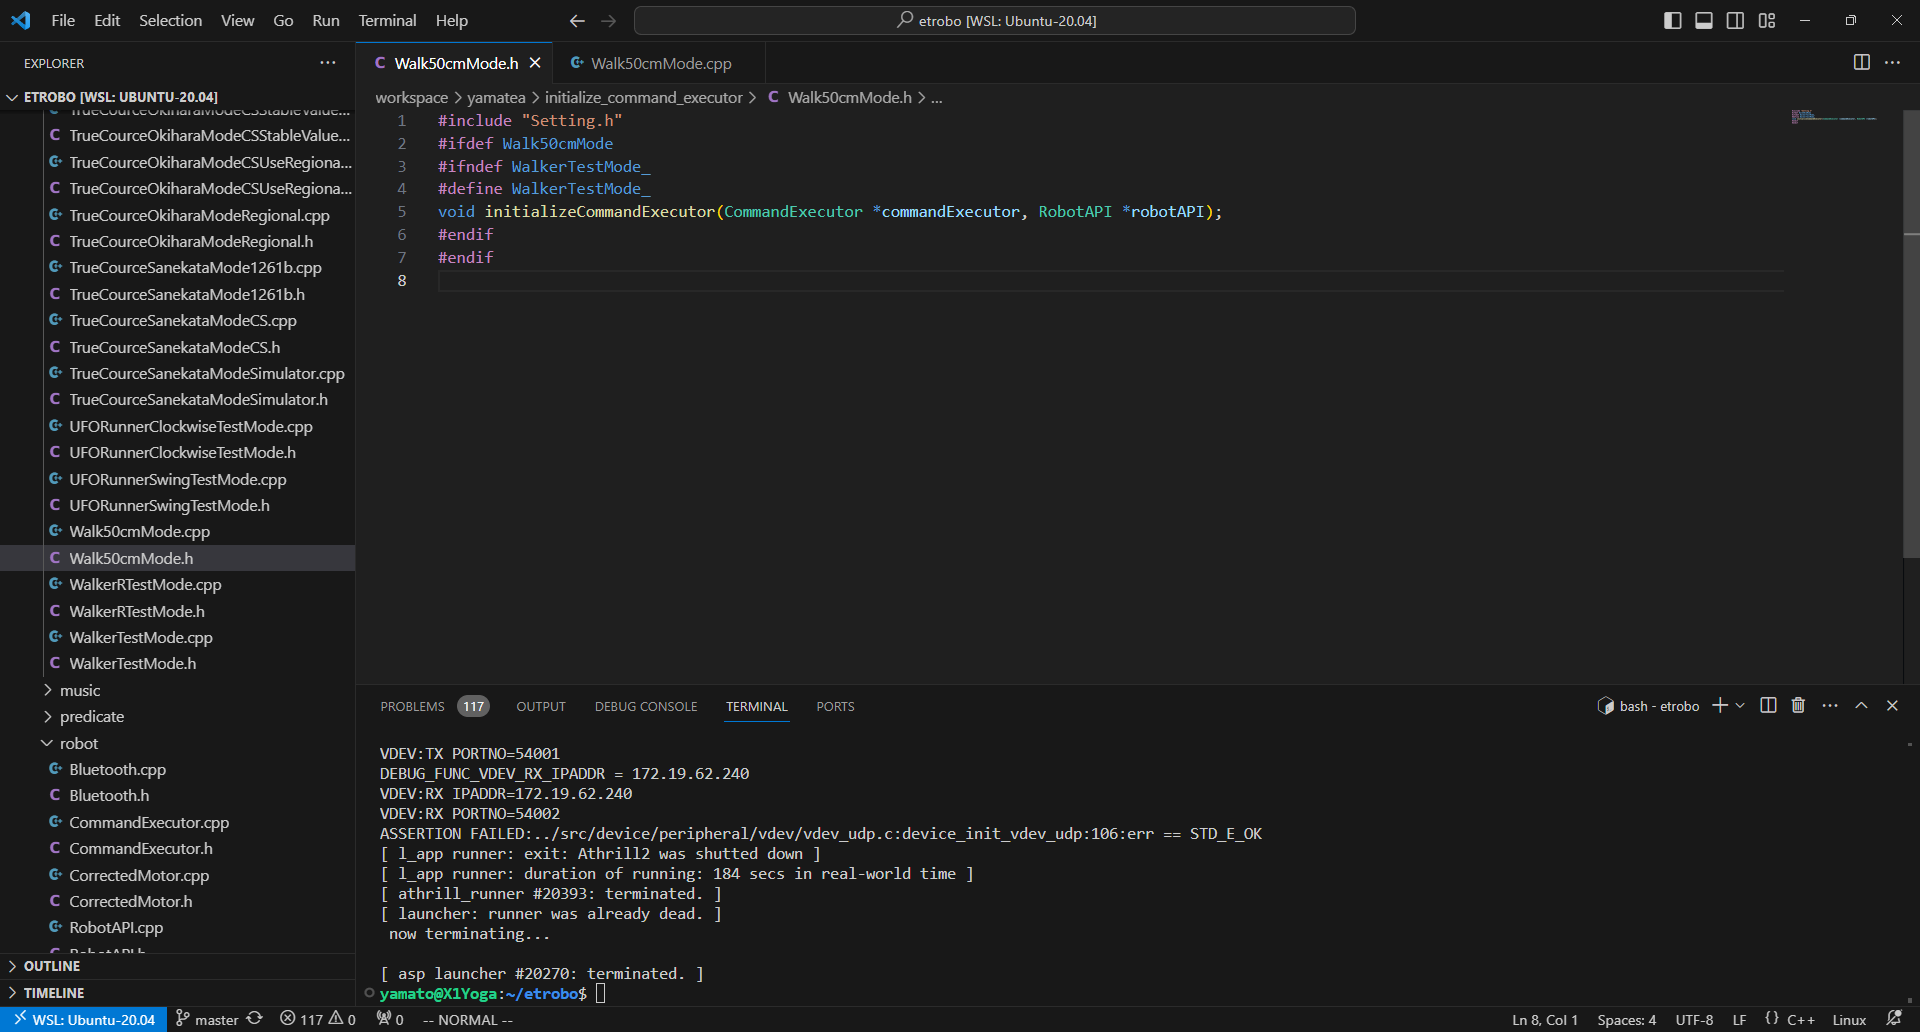 File Edit Selection View Go Run Terminal Help
etrobo [WSL: Ubuntu-20.04]
EXPLORER
ETROBO [WSL: UBUNTU-20.04]
TrueCourceOkiharaModeCSStableValue...
TrueCourceOkiharaModeCSStableValue...
TrueCourceOkiharaModeCSUseRegiona...
TrueCourceOkiharaModeCSUseRegiona...
TrueCourceOkiharaModeRegional.cpp
TrueCourceOkiharaModeRegional.h
TrueCourceSanekataMode1261b.cpp
TrueCourceSanekataMode1261b.h
TrueCourceSanekataModeCS.cpp
TrueCourceSanekataModeCS.h
TrueCourceSanekataModeSimulator.cpp
TrueCourceSanekataModeSimulator.h
UFORunnerClockwiseTestMode.cpp
UFORunnerClockwiseTestMode.h
UFORunnerSwingTestMode.cpp
UFORunnerSwingTestMode.h
Walk50cmMode.cpp
Walk50cmMode.h
WalkerRTestMode.cpp
WalkerRTestMode.h
WalkerTestMode.cpp
WalkerTestMode.h
music
predicate
robot
Bluetooth.cpp
Bluetooth.h
CommandExecutor.cpp
CommandExecutor.h
CorrectedMotor.cpp
CorrectedMotor.h
RobotAPI.cpp
RobotAPI.h
OUTLINE
TIMELINE
Walk50cmMode.h
Walk50cmMode.cpp
workspace > yamatea > initialize_command_executor > C Walk50cmMode.h > ...
1 #include "Setting.h"
2 #ifdef Walk50cmMode
3 #ifndef WalkerTestMode_
4 #define WalkerTestMode_
5 void initializeCommandExecutor(CommandExecutor *commandExecutor, RobotAPI *robotAPI);
6 #endif
7 #endif
8
PROBLEMS 117 OUTPUT DEBUG CONSOLE TERMINAL PORTS
bash - etrobo
VDEV:TX PORTNO=54001
DEBUG_FUNC_VDEV_RX_IPADDR = 172.19.62.240
VDEV:RX IPADDR=172.19.62.240
VDEV:RX PORTNO=54002
ASSERTION FAILED:../src/device/peripheral/vdev/vdev_udp.c:device_init_vdev_udp:106:err == STD_E_OK
[ l_app runner: exit: Athrill2 was shutted down ]
[ l_app runner: duration of running: 184 secs in real-world time ]
[ athrill_runner #20393: terminated. ]
[ launcher: runner was already dead. ]
now terminating...
[ asp launcher #20270: terminated. ]
yamato@X1Yoga:~/etrobo$
WSL: Ubuntu-20.04 master 117 0 0 -- NORMAL -- Ln 8, Col 1 Spaces: 4 UTF-8 LF {} C++ Linux